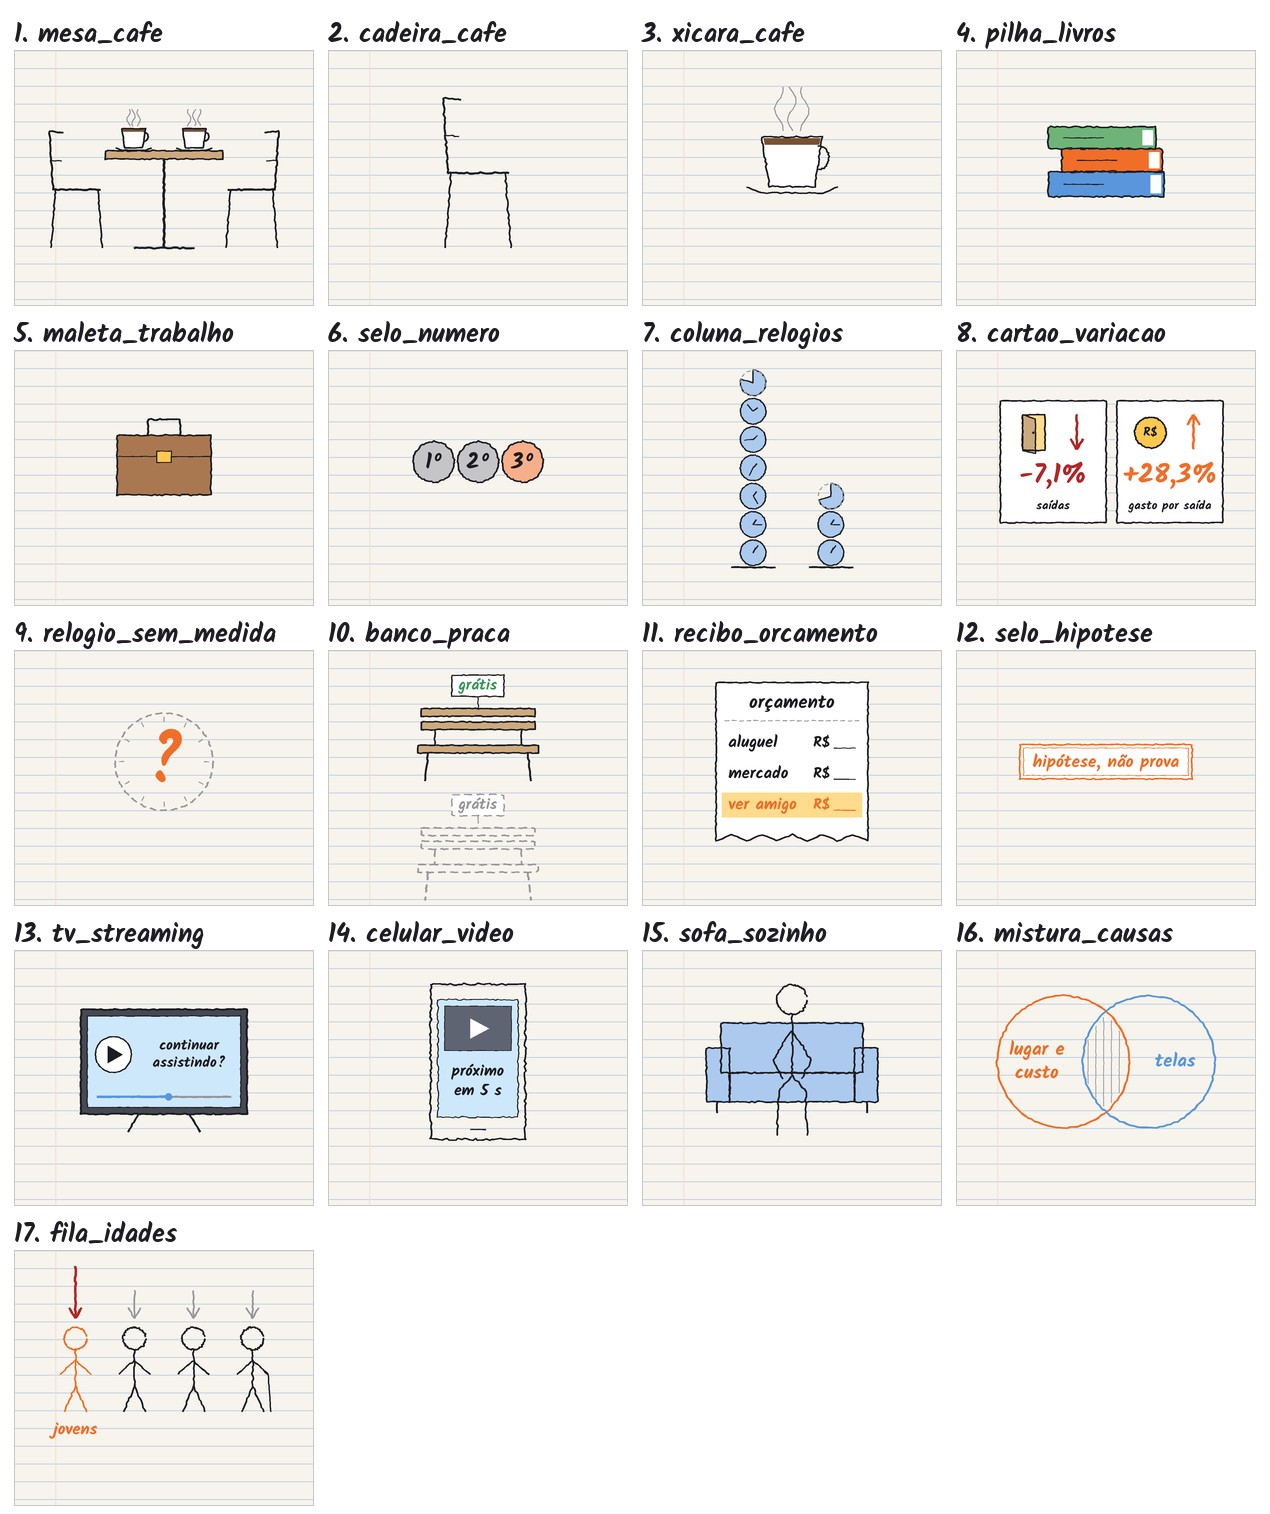 1. mesa_cafe
2. cadeira_cafe
3. xicara_cafe
4. pilha_livros
5. maleta_trabalho
6. selo_numero
1º 2º 3º
7. coluna_relogios
8. cartao_variacao
R$
-7,1%
saídas
+28,3%
gasto por saída
9. relogio_sem_medida
?
10. banco_praca
grátis
grátis
11. recibo_orcamento
orçamento
aluguel R$ __
mercado R$ __
ver amigo R$ __
12. selo_hipotese
hipótese, não prova
13. tv_streaming
continuar
assistindo?
14. celular_video
próximo
em 5 s
15. sofa_sozinho
16. mistura_causas
lugar e
custo
telas
17. fila_idades
jovens